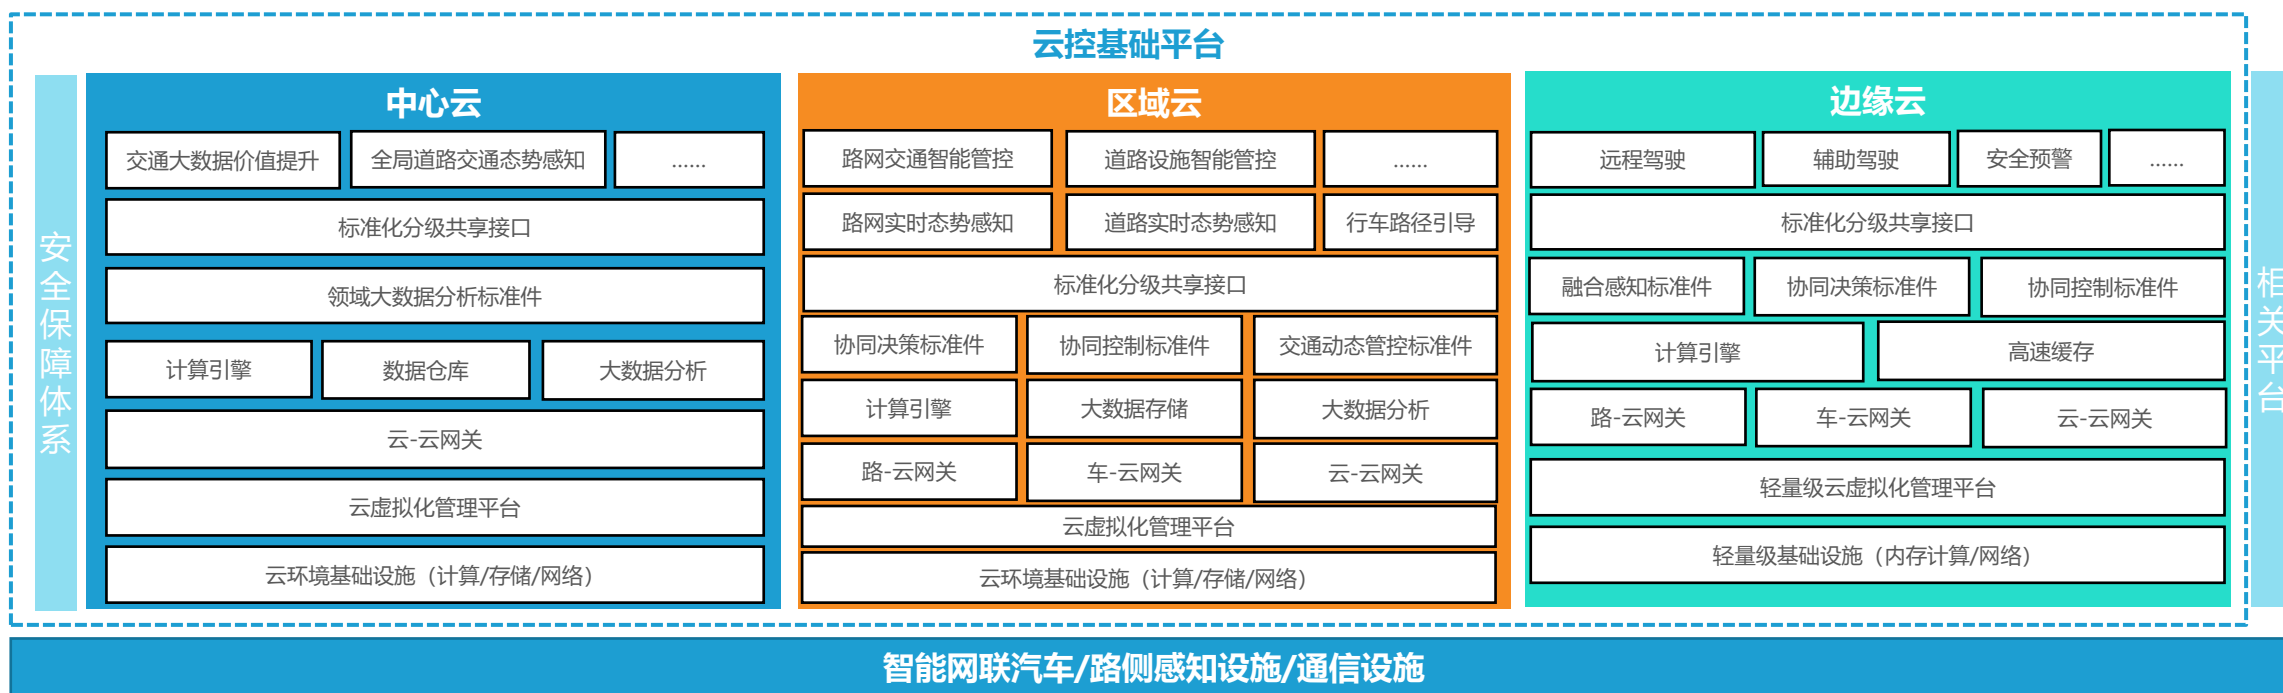 云控基础平台
安全保障体系
中心云
交通大数据价值提升
全局道路交通态势感知
......
标准化分级共享接口
领域大数据分析标准件
计算引擎
数据仓库
大数据分析
云-云网关
云虚拟化管理平台
云环境基础设施（计算/存储/网络）
区域云
路网交通智能管控
道路设施智能管控
......
路网实时态势感知
道路实时态势感知
行车路径引导
标准化分级共享接口
协同决策标准件
协同控制标准件
交通动态管控标准件
计算引擎
大数据存储
大数据分析
路-云网关
车-云网关
云-云网关
云虚拟化管理平台
云环境基础设施（计算/存储/网络）
边缘云
远程驾驶
辅助驾驶
安全预警
......
标准化分级共享接口
融合感知标准件
协同决策标准件
协同控制标准件
计算引擎
高速缓存
路-云网关
车-云网关
云-云网关
轻量级云虚拟化管理平台
轻量级基础设施（内存计算/网络）
相关平台
智能网联汽车/路侧感知设施/通信设施